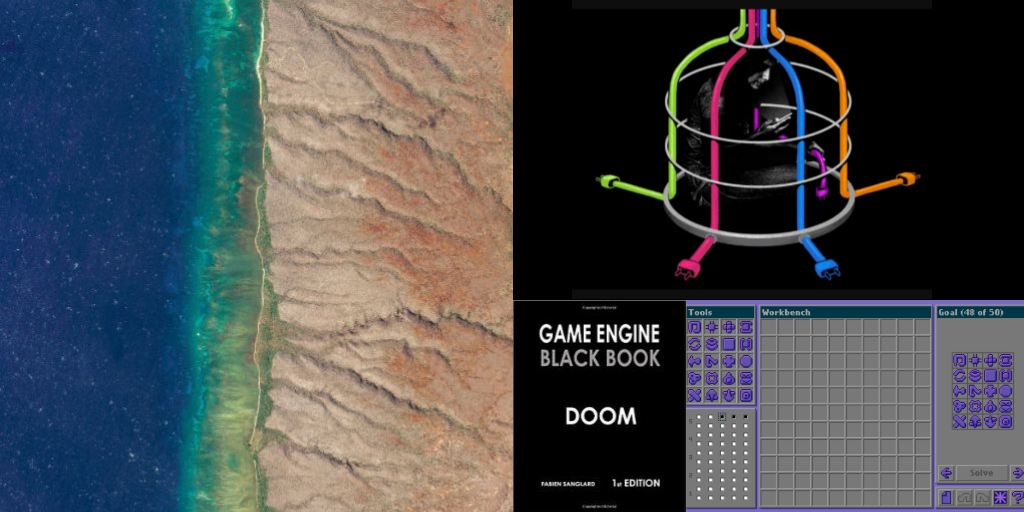 GAME ENGINE
BLACK BOOK
DOOM
FABIEN SANGLARD 1st EDITION
Tools
Workbench
Goal (48 of 50)
Solve